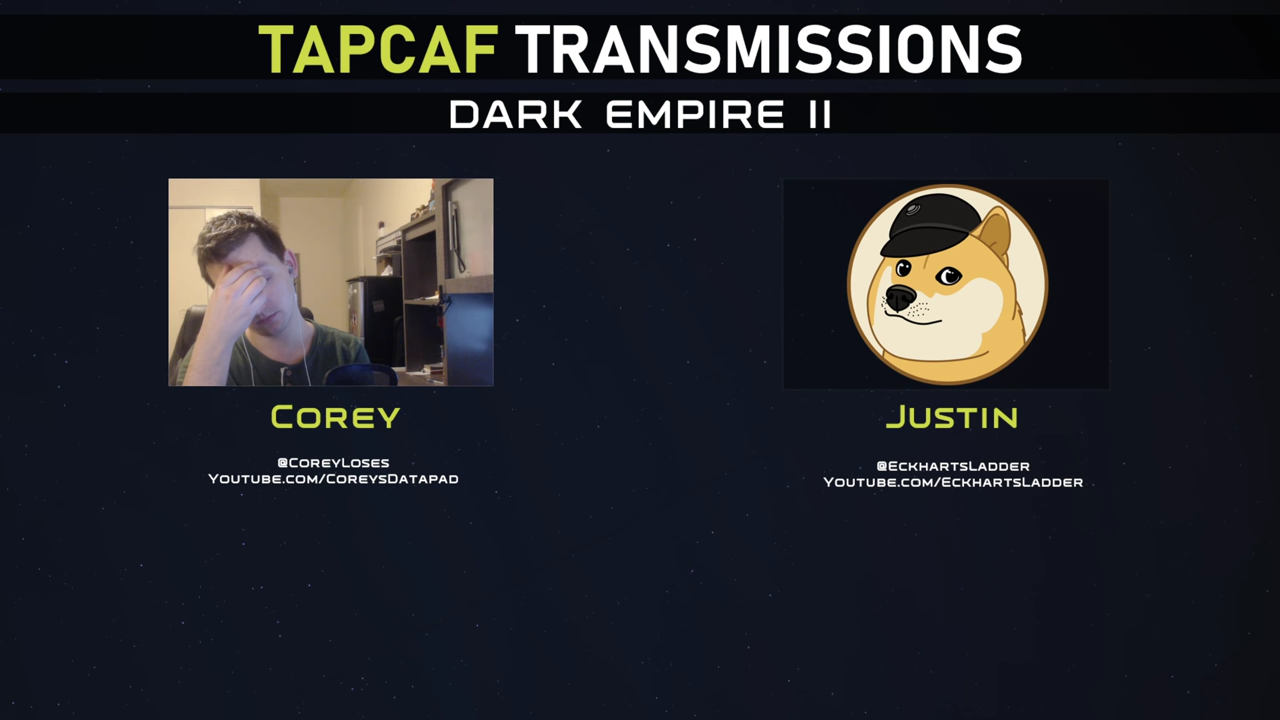 TAPCAF TRANSMISSIONS
DARK EMPIRE II
Corey
@CoreyLoses
Youtube.com/CoreysDatapad
Justin
@EckhartsLadder
Youtube.com/EckhartsLadder